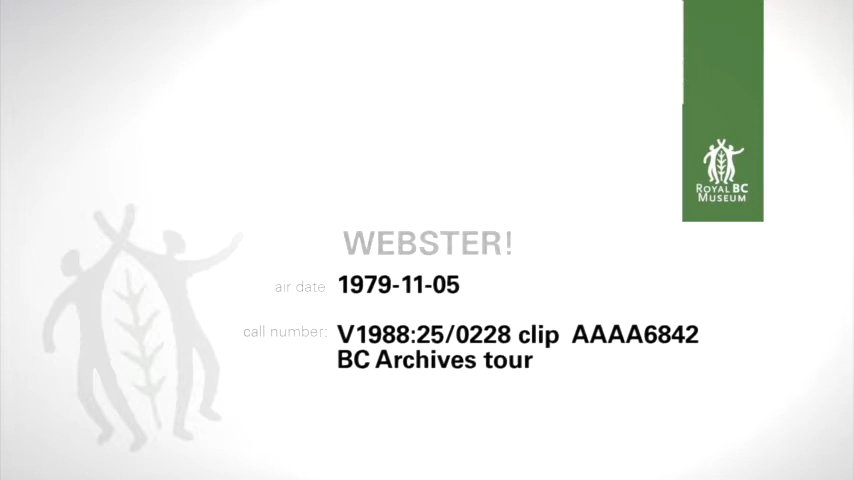 ROYAL BC
MUSEUM
WEBSTER!
air date 1979-11-05
call number: V1988:25/0228 clip AAAA6842
BC Archives tour